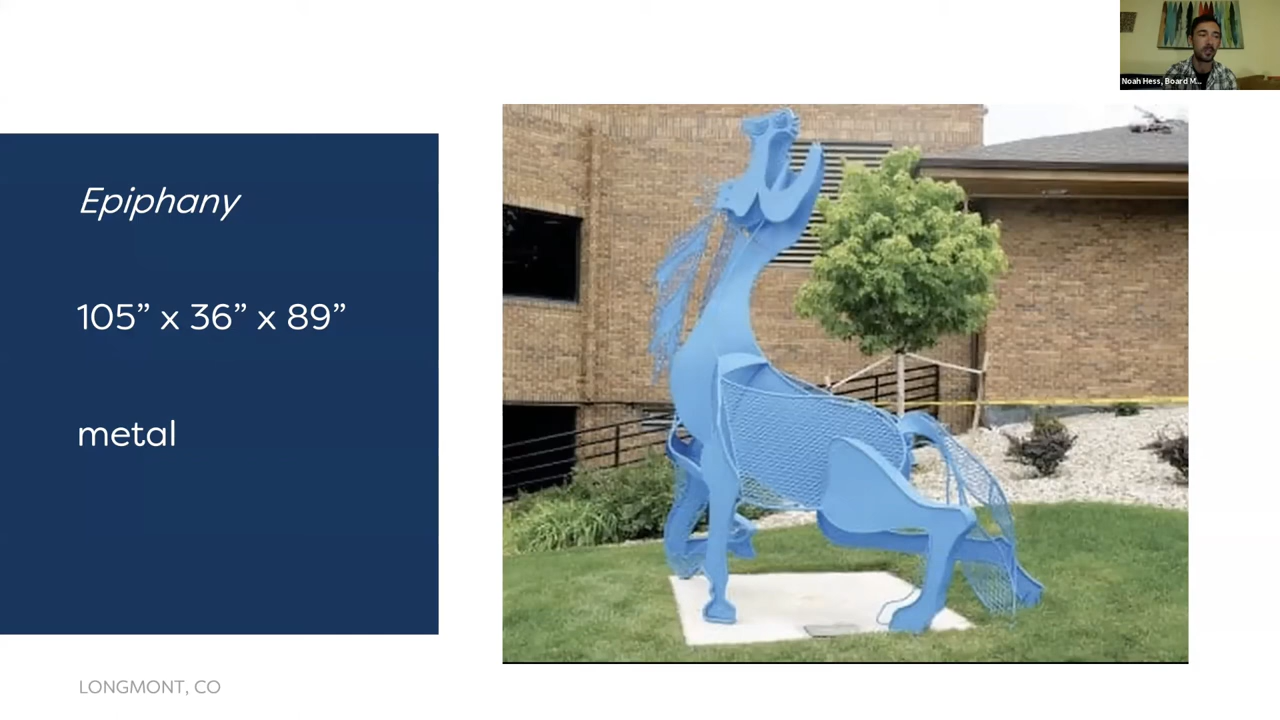 Noah Hess, Board M...
Epiphany
105” x 36” x 89”
metal
LONGMONT, CO